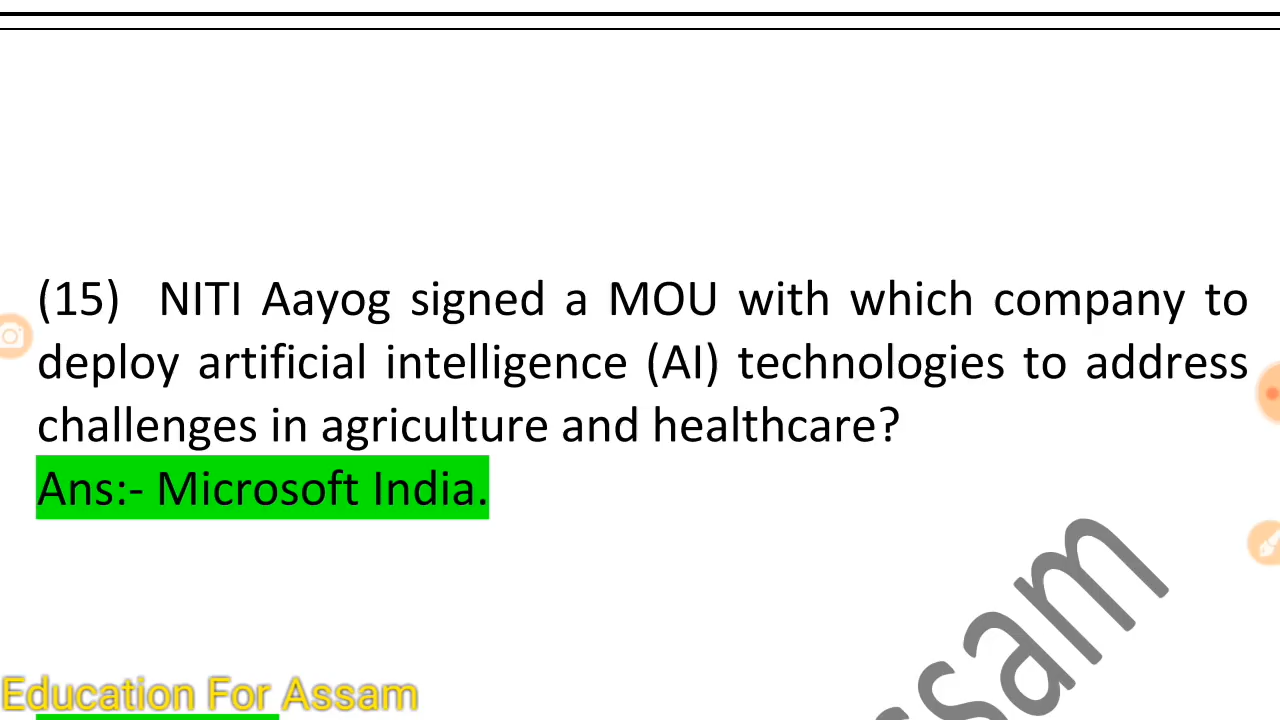 (15) NITI Aayog signed a MOU with which company to
deploy artificial intelligence (AI) technologies to address
challenges in agriculture and healthcare?
Ans:- Microsoft India.
ssam
Education For Assam